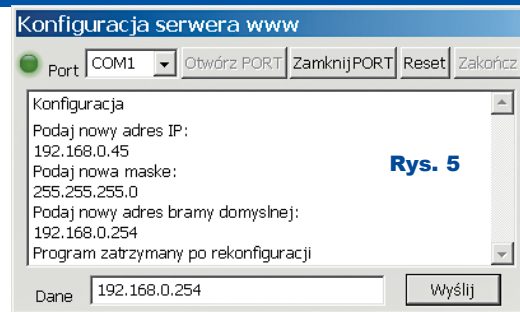 Konfiguracja serwera www
Port COM1 Otwórz PORT ZamknijPORT Reset Zakończ
Konfiguracja
Podaj nowy adres IP:
192.168.0.45
Podaj nowa maske:
Rys. 5
255.255.255.0
Podaj nowy adres bramy domyslnej:
192.168.0.254
Program zatrzymany po rekonfiguracji
Dane 192.168.0.254 Wyślij